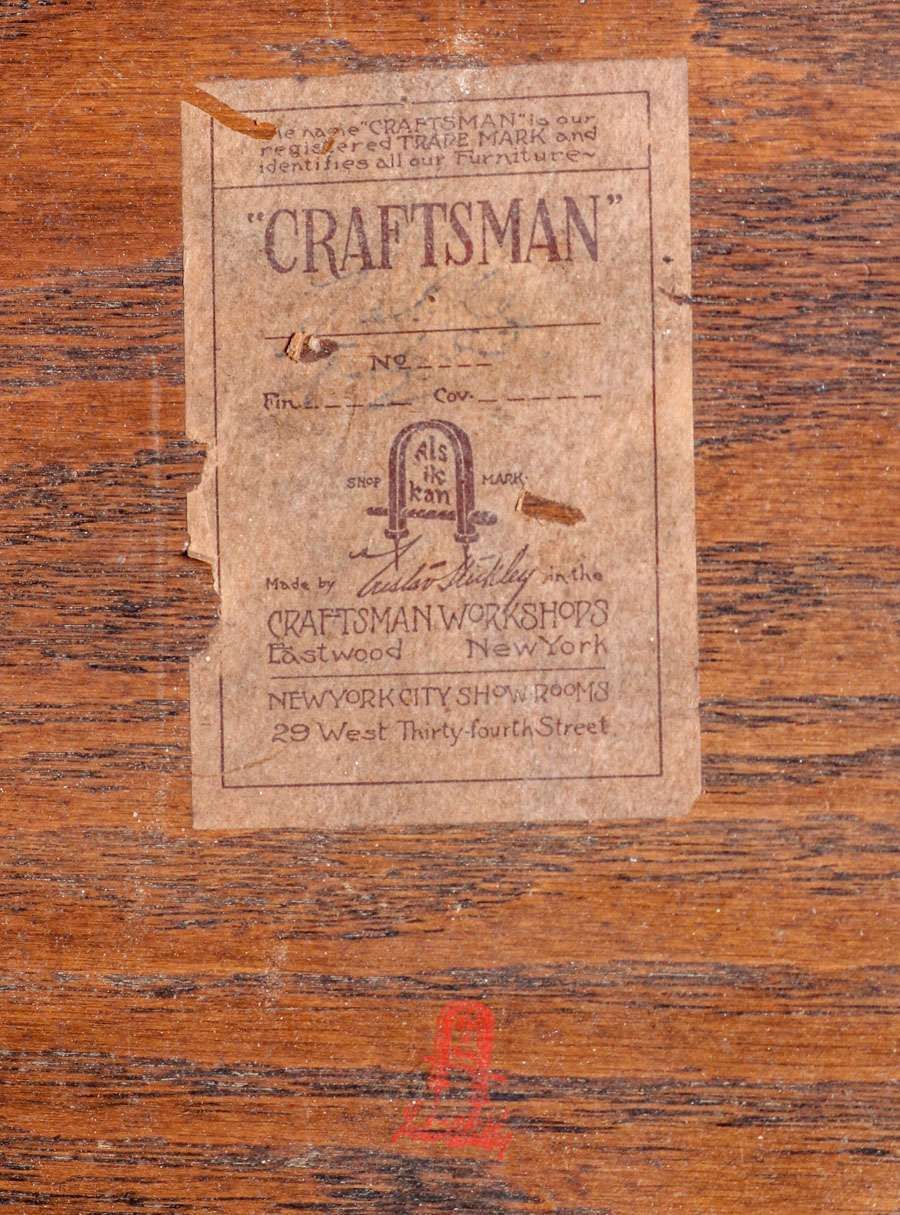 The name "CRAFTSMAN" is our
registered TRADE MARK and
identifies all our Furniture~
"CRAFTSMAN"
No
Fin. Cov.
Als
ik
kan
SHOP MARK
Made by Gustav Stickley in the
CRAFTSMAN WORKSHOPS
Eastwood New York
NEW YORK CITY SHOW ROOMS
29 West Thirty-fourth Street.